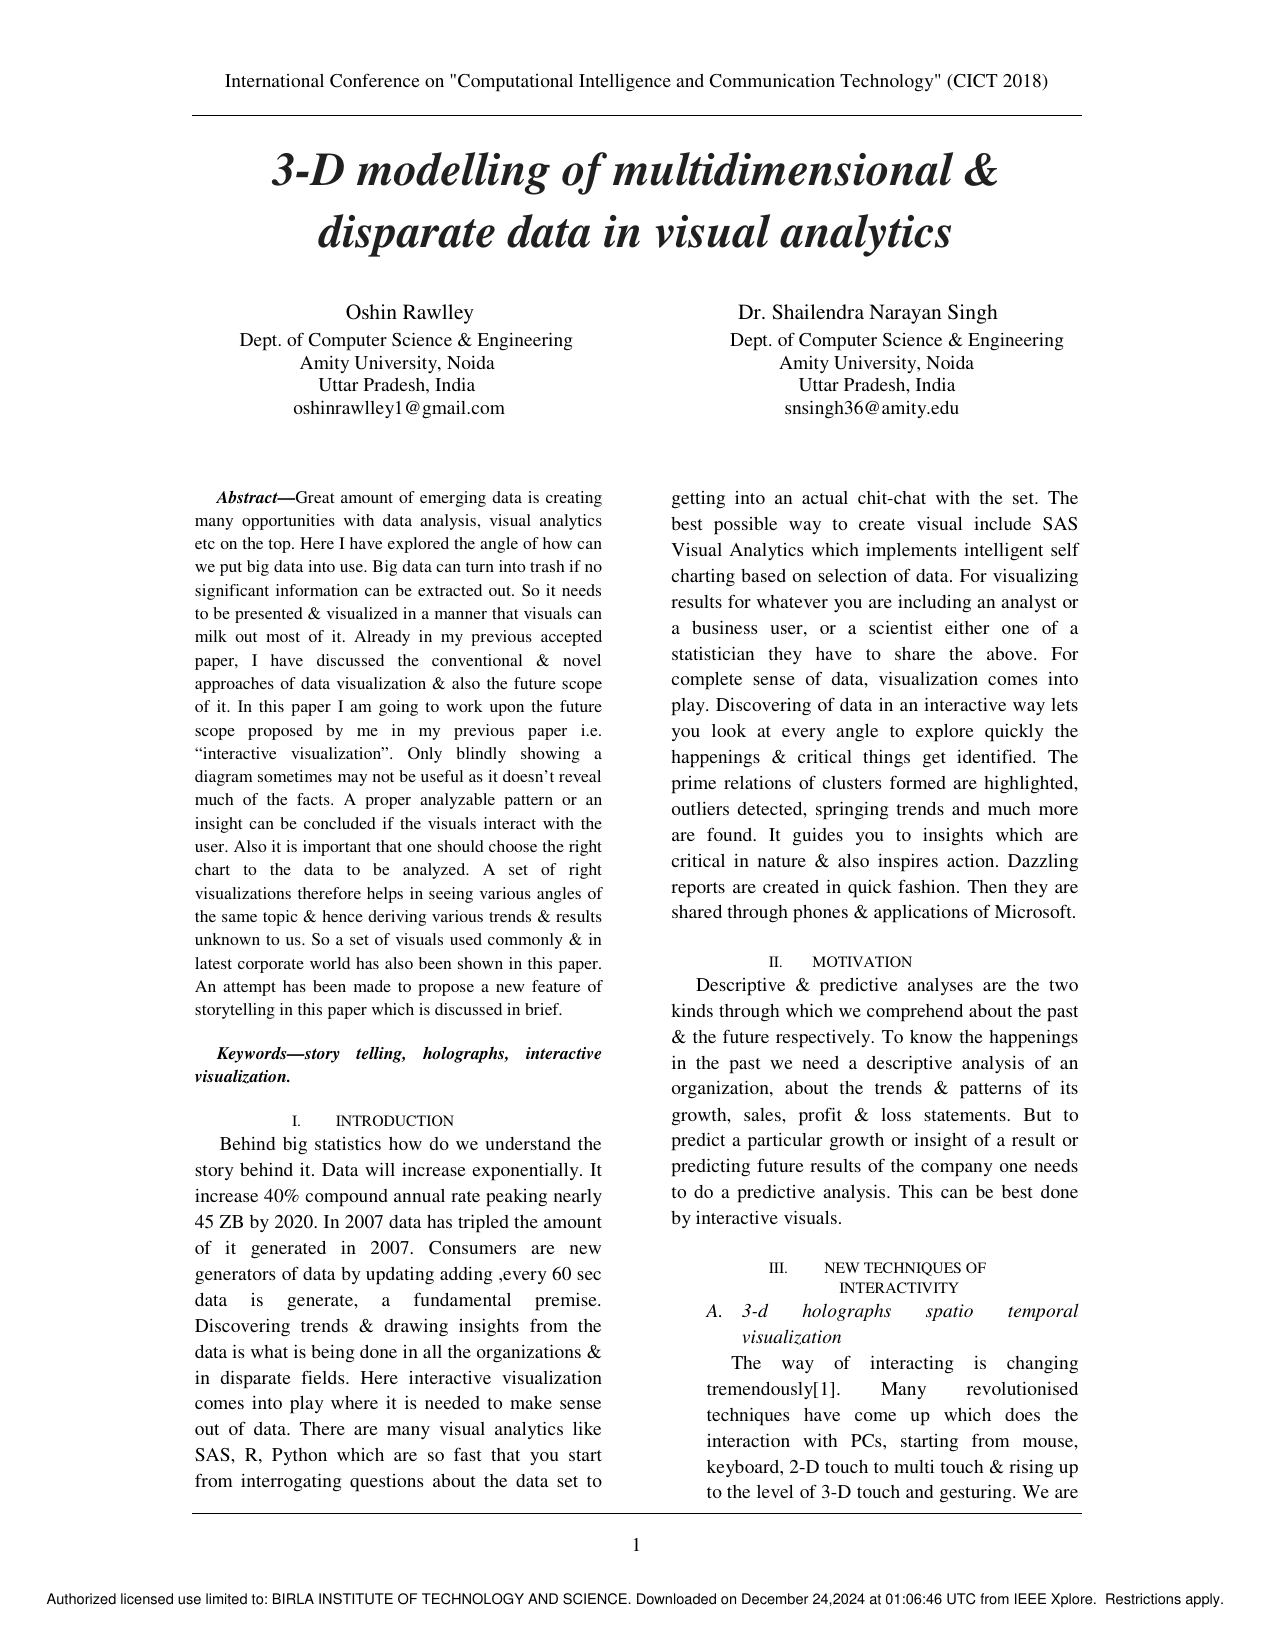 International Conference on "Computational Intelligence and Communication Technology" (CICT 2018)
3-D modelling of multidimensional &
disparate data in visual analytics
Oshin Rawlley
Dept. of Computer Science & Engineering
Amity University, Noida
Uttar Pradesh, India
oshinrawlley1@gmail.com
Dr. Shailendra Narayan Singh
Dept. of Computer Science & Engineering
Amity University, Noida
Uttar Pradesh, India
snsingh36@amity.edu
Abstract—Great amount of emerging data is creating
many opportunities with data analysis, visual analytics
etc on the top. Here I have explored the angle of how can
we put big data into use. Big data can turn into trash if no
significant information can be extracted out. So it needs
to be presented & visualized in a manner that visuals can
milk out most of it. Already in my previous accepted
paper, I have discussed the conventional & novel
approaches of data visualization & also the future scope
of it. In this paper I am going to work upon the future
scope proposed by me in my previous paper i.e.
“interactive visualization”. Only blindly showing a
diagram sometimes may not be useful as it doesn’t reveal
much of the facts. A proper analyzable pattern or an
insight can be concluded if the visuals interact with the
user. Also it is important that one should choose the right
chart to the data to be analyzed. A set of right
visualizations therefore helps in seeing various angles of
the same topic & hence deriving various trends & results
unknown to us. So a set of visuals used commonly & in
latest corporate world has also been shown in this paper.
An attempt has been made to propose a new feature of
storytelling in this paper which is discussed in brief.
Keywords—story telling, holographs, interactive
visualization.
I. INTRODUCTION
Behind big statistics how do we understand the
story behind it. Data will increase exponentially. It
increase 40% compound annual rate peaking nearly
45 ZB by 2020. In 2007 data has tripled the amount
of it generated in 2007. Consumers are new
generators of data by updating adding ,every 60 sec
data is generate, a fundamental premise.
Discovering trends & drawing insights from the
data is what is being done in all the organizations &
in disparate fields. Here interactive visualization
comes into play where it is needed to make sense
out of data. There are many visual analytics like
SAS, R, Python which are so fast that you start
from interrogating questions about the data set to
getting into an actual chit-chat with the set. The
best possible way to create visual include SAS
Visual Analytics which implements intelligent self
charting based on selection of data. For visualizing
results for whatever you are including an analyst or
a business user, or a scientist either one of a
statistician they have to share the above. For
complete sense of data, visualization comes into
play. Discovering of data in an interactive way lets
you look at every angle to explore quickly the
happenings & critical things get identified. The
prime relations of clusters formed are highlighted,
outliers detected, springing trends and much more
are found. It guides you to insights which are
critical in nature & also inspires action. Dazzling
reports are created in quick fashion. Then they are
shared through phones & applications of Microsoft.
II. MOTIVATION
Descriptive & predictive analyses are the two
kinds through which we comprehend about the past
& the future respectively. To know the happenings
in the past we need a descriptive analysis of an
organization, about the trends & patterns of its
growth, sales, profit & loss statements. But to
predict a particular growth or insight of a result or
predicting future results of the company one needs
to do a predictive analysis. This can be best done
by interactive visuals.
III. NEW TECHNIQUES OF
INTERACTIVITY
A. 3-d holographs spatio temporal
visualization
The way of interacting is changing
tremendously[1]. Many revolutionised
techniques have come up which does the
interaction with PCs, starting from mouse,
keyboard, 2-D touch to multi touch & rising up
to the level of 3-D touch and gesturing. We are
1
Authorized licensed use limited to: BIRLA INSTITUTE OF TECHNOLOGY AND SCIENCE. Downloaded on December 24,2024 at 01:06:46 UTC from IEEE Xplore. Restrictions apply.